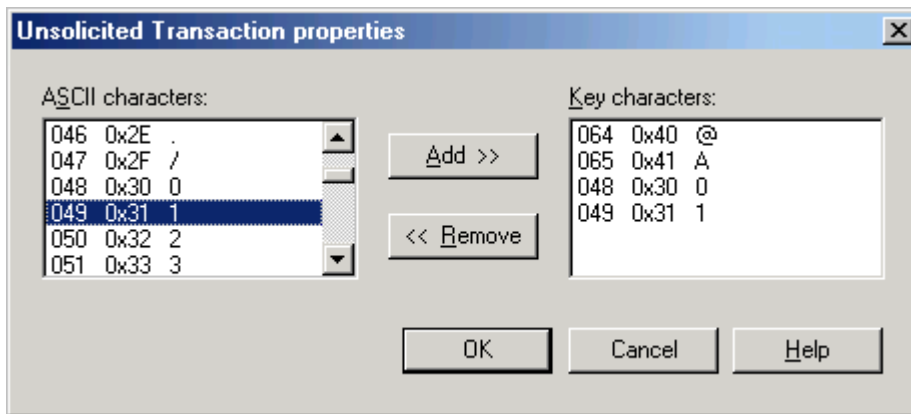 Unsolicited Transaction properties
ASCII characters:
046 0x2E .
047 0x2F /
048 0x30 0
049 0x31 1
050 0x32 2
051 0x33 3
Add >>
<< Remove
Key characters:
064 0x40 @
065 0x41 A
048 0x30 0
049 0x31 1
OK
Cancel
Help